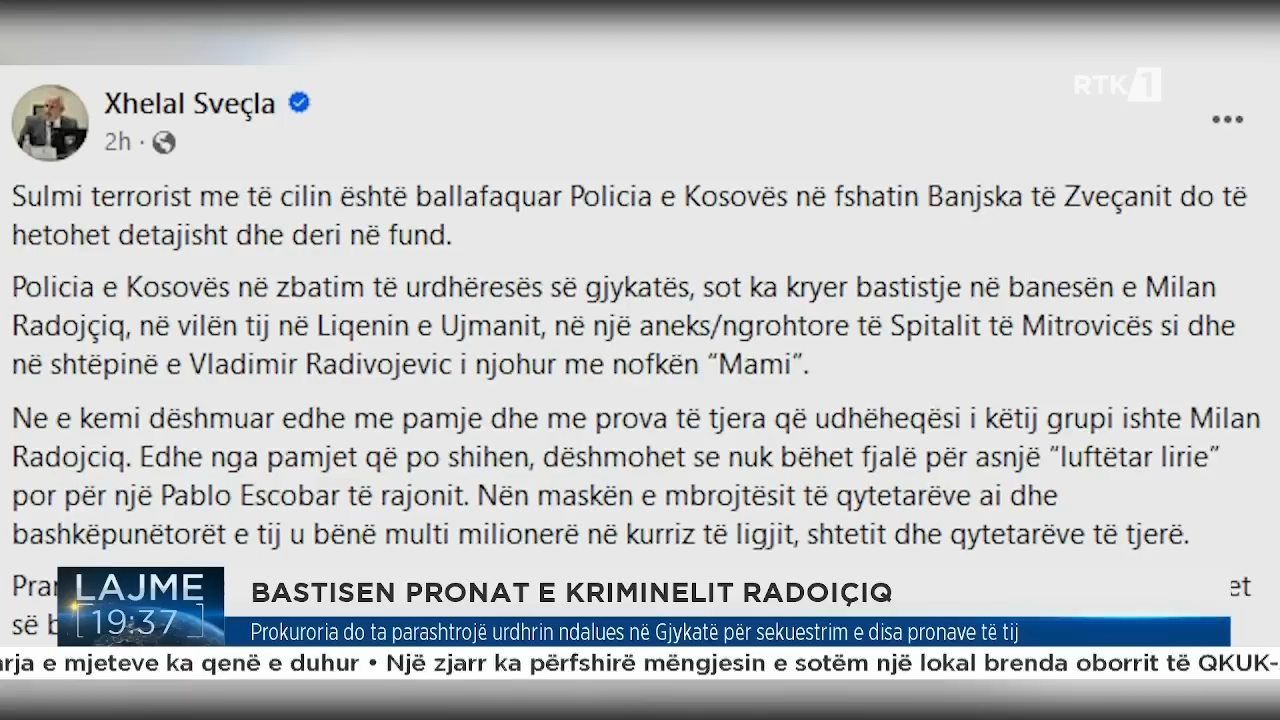 Xhelal Sveçla
RTK 1
2h
Sulmi terrorist me të cilin është ballafaquar Policia e Kosovës në fshatin Banjska të Zveçanit do të
hetohet detajisht dhe deri në fund.
Policia e Kosovës në zbatim të urdhëresës së gjykatës, sot ka kryer bastistje në banesën e Milan
Radojçiq, në vilën tij në Liqenin e Ujmanit, në një aneks/ngrohtore të Spitalit të Mitrovicës si dhe
në shtëpinë e Vladimir Radivojevic i njohur me nofkën “Mami”.
Ne e kemi dëshmuar edhe me pamje dhe me prova të tjera që udhëheqësi i këtij grupi ishte Milan
Radojciq. Edhe nga pamjet që po shihen, dëshmohet se nuk bëhet fjalë për asnjë “luftëtar lirie”
por për një Pablo Escobar të rajonit. Nën maskën e mbrojtësit të qytetarëve ai dhe
bashkëpunëtorët e tij u bënë multi milionerë në kurriz të ligjit, shtetit dhe qytetarëve të tjerë.
LAJME
19:37
BASTISEN PRONAT E KRIMINELIT RADOIÇIQ
Prokuroria do ta parashtrojë urdhrin ndalues në Gjykatë për sekuestrim e disa pronave të tij
së
e mjeteve ka qenë e duhur • Një zjarr ka përfshirë mëngjesin e sotëm një lokal brenda oborrit të QKUK-